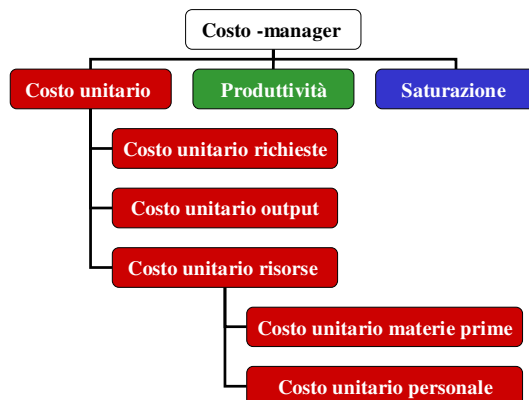 Costo -manager
Costo unitario
Produttività
Saturazione
Costo unitario richieste
Costo unitario output
Costo unitario risorse
Costo unitario materie prime
Costo unitario personale